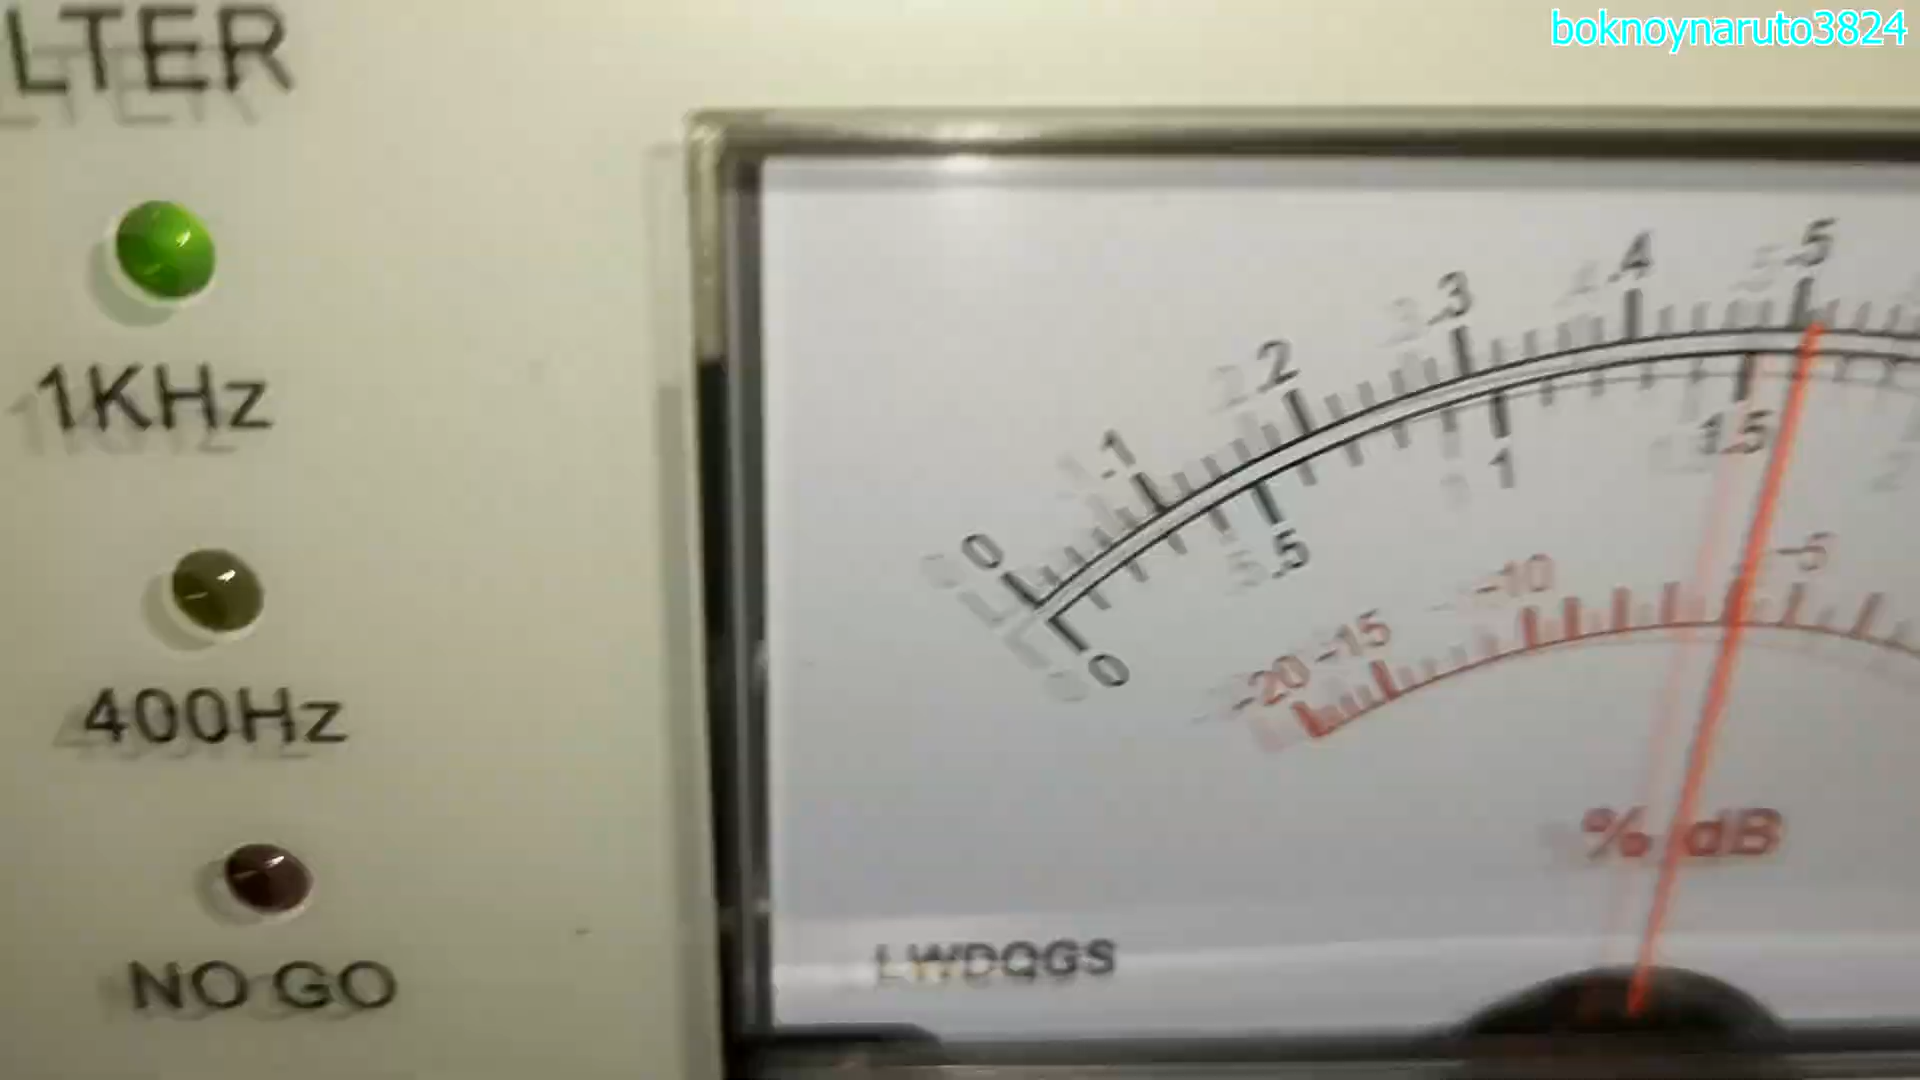 boknoynaruto3824
LTER
1KHz
400Hz
NO GO
0 .1 .2 .3 .4 .5
0 .5 1 1.5 2
-20 -15 -10 -5
% dB
LWDQGS